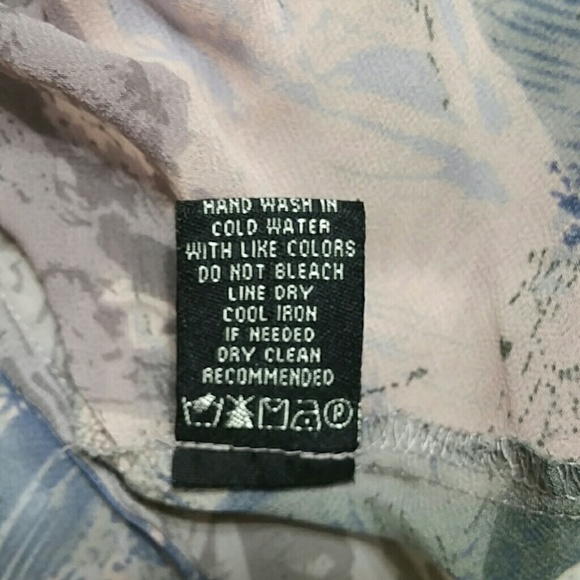 HAND WASH IN
COLD WATER
WITH LIKE COLORS
DO NOT BLEACH
LINE DRY
COOL IRON
IF NEEDED
DRY CLEAN
RECOMMENDED
P